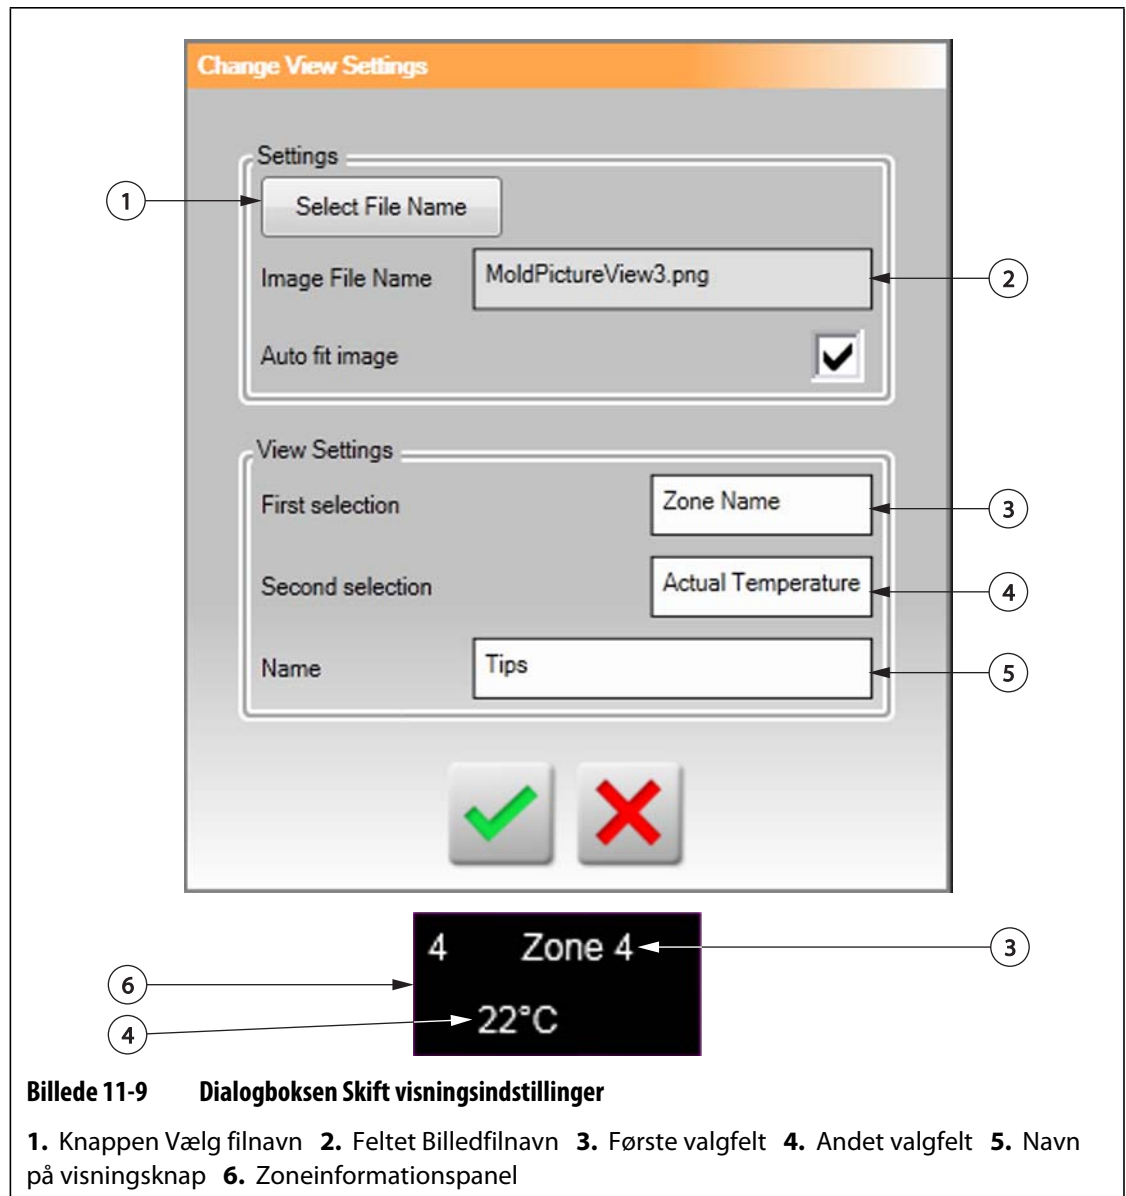 Change View Settings
Settings
1
Select File Name
Image File Name
MoldPictureView3.png
2
Auto fit image
View Settings
First selection
Zone Name
3
Second selection
Actual Temperature
4
Name
Tips
5
4 Zone 4
3
6
22°C
4
Billede 11-9 Dialogboksen Skift visningsindstillinger
1. Knappen Vælg filnavn 2. Feltet Billedfilnavn 3. Første valgfelt 4. Andet valgfelt 5. Navn
på visningsknap 6. Zoneinformationspanel